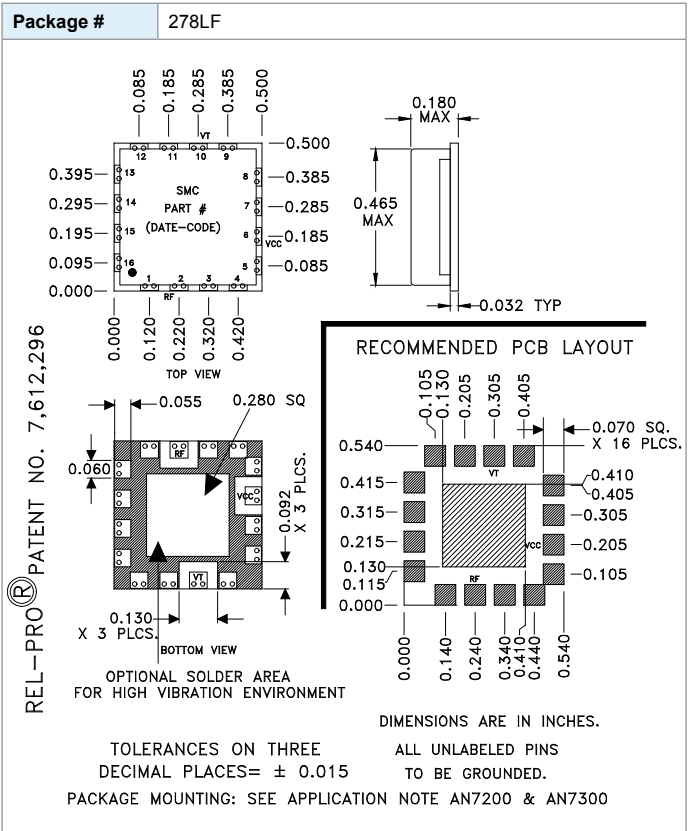 Package # 278LF
0.085 0.185 0.285 0.385 0.500
VT
12 11 10 9
0.500
0.395 13 8 0.385
SMC
0.295 14 PART # 7 0.285
(DATE-CODE)
0.195 15 6 0.185
VCC
0.095 16 5 0.085
1 2 3 4
0.000 RF
0.000 0.120 0.220 0.320 0.420
TOP VIEW
0.180
MAX
0.465
MAX
0.032 TYP
REL-PRO® PATENT NO. 7,612,296
0.055 0.280 SQ
RF
0.060
VCC
0.092
X 3 PLCS.
VT
0.130
X 3 PLCS.
BOTTOM VIEW
OPTIONAL SOLDER AREA
FOR HIGH VIBRATION ENVIRONMENT
RECOMMENDED PCB LAYOUT
0.105 0.130 0.205 0.305 0.405
0.070 SQ.
X 16 PLCS.
0.540
VT
0.415 0.410
0.405
0.315 0.305
0.215 VCC 0.205
0.130
0.115 0.105
RF
0.000
0.000 0.140 0.240 0.340 0.410 0.440 0.540
DIMENSIONS ARE IN INCHES.
TOLERANCES ON THREE
DECIMAL PLACES= ± 0.015
ALL UNLABELED PINS
TO BE GROUNDED.
PACKAGE MOUNTING: SEE APPLICATION NOTE AN7200 & AN7300